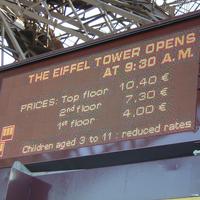 THE EIFFEL TOWER OPENS
AT 9:30 A.M.
PRICES: Top floor 10,40 €
2nd floor 7,30 €
1st floor 4,00 €
Children aged 3 to 11 : reduced rates